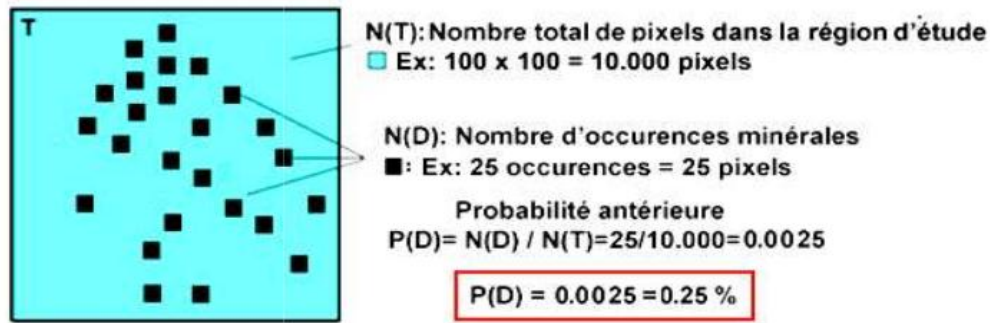 T
N(T): Nombre total de pixels dans la région d'étude
Ex: 100 x 100 = 10.000 pixels
N(D): Nombre d'occurences minérales
: Ex: 25 occurences = 25 pixels
Probabilité antérieure
P(D)= N(D) / N(T)=25/10.000=0.0025
P(D) = 0.0025 =0.25 %